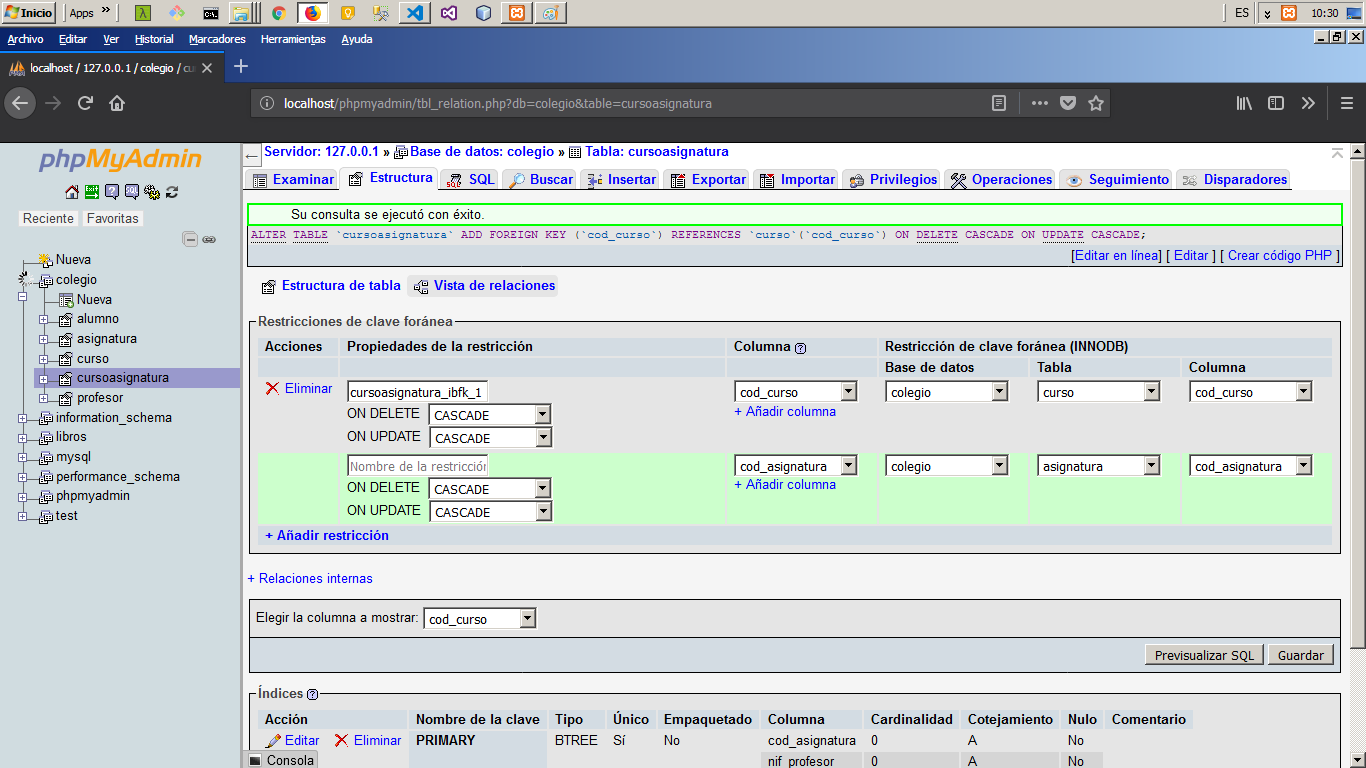 Inicio Apps » ES » 10:30
Archivo Editar Ver Historial Marcadores Herramientas Ayuda
localhost / 127.0.0.1 / colegio / cu
localhost/phpmyadmin/tbl_relation.php?db=colegio&table=cursoasignatura
phpMyAdmin
Reciente Favoritas
Nueva
colegio
Nueva
alumno
asignatura
curso
cursoasignatura
profesor
information_schema
libros
mysql
performance_schema
phpmyadmin
test
Servidor: 127.0.0.1 » Base de datos: colegio » Tabla: cursoasignatura
Examinar Estructura SQL Buscar Insertar Exportar Importar Privilegios Operaciones Seguimiento Disparadores
Su consulta se ejecutó con éxito.
ALTER TABLE `cursoasignatura` ADD FOREIGN KEY (`cod_curso`) REFERENCES `curso`(`cod_curso`) ON DELETE CASCADE ON UPDATE CASCADE;
[Editar en línea] [ Editar ] [ Crear código PHP ]
Estructura de tabla Vista de relaciones
Restricciones de clave foránea
Acciones Propiedades de la restricción Columna Restricción de clave foránea (INNODB)
Base de datos Tabla Columna
Eliminar cursoasignatura_ibfk_1 cod_curso colegio curso cod_curso
ON DELETE CASCADE + Añadir columna
ON UPDATE CASCADE
Nombre de la restricción cod_asignatura colegio asignatura cod_asignatura
ON DELETE CASCADE + Añadir columna
ON UPDATE CASCADE
+ Añadir restricción
+ Relaciones internas
Elegir la columna a mostrar: cod_curso
Previsualizar SQL Guardar
Índices
Acción Nombre de la clave Tipo Único Empaquetado Columna Cardinalidad Cotejamiento Nulo Comentario
Editar Eliminar PRIMARY BTREE Sí No cod_asignatura 0 A No
Consola nif_profesor 0 A No